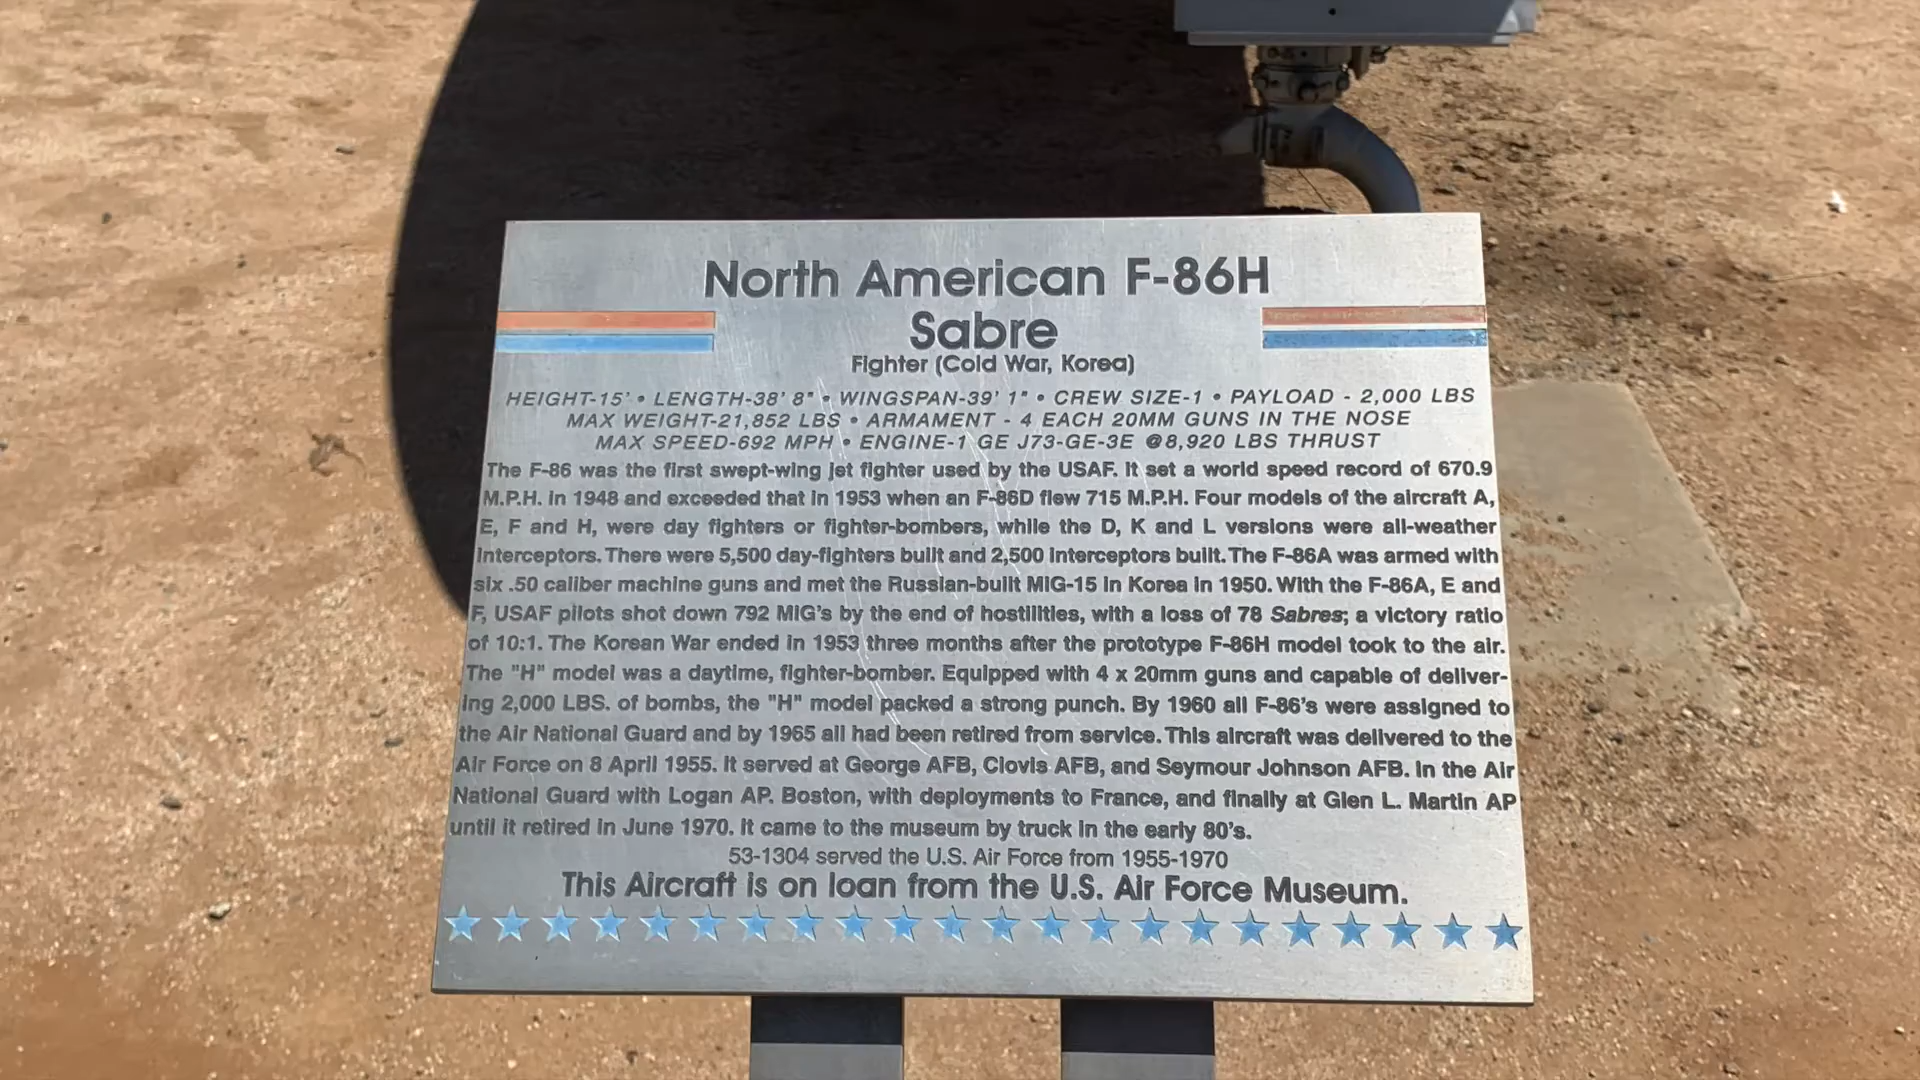 North American F-86H
Sabre
Fighter (Cold War, Korea)
HEIGHT-15' • LENGTH-38' 8" • WINGSPAN-39' 1" • CREW SIZE-1 • PAYLOAD - 2,000 LBS
MAX WEIGHT-21,852 LBS • ARMAMENT - 4 EACH 20MM GUNS IN THE NOSE
MAX SPEED-692 MPH • ENGINE-1 GE J73-GE-3E @8,920 LBS THRUST
The F-86 was the first swept-wing jet fighter used by the USAF. It set a world speed record of 670.9
M.P.H. in 1948 and exceeded that in 1953 when an F-86D flew 715 M.P.H. Four models of the aircraft A,
E, F and H, were day fighters or fighter-bombers, while the D, K and L versions were all-weather
interceptors. There were 5,500 day-fighters built and 2,500 interceptors built. The F-86A was armed with
six .50 caliber machine guns and met the Russian-built MIG-15 in Korea in 1950. With the F-86A, E and
F, USAF pilots shot down 792 MIG's by the end of hostilities, with a loss of 78 Sabres; a victory ratio
of 10:1. The Korean War ended in 1953 three months after the prototype F-86H model took to the air.
The "H" model was a daytime, fighter-bomber. Equipped with 4 x 20mm guns and capable of deliver-
ing 2,000 LBS. of bombs, the "H" model packed a strong punch. By 1960 all F-86's were assigned to
the Air National Guard and by 1965 all had been retired from service. This aircraft was delivered to the
Air Force on 8 April 1955. It served at George AFB, Clovis AFB, and Seymour Johnson AFB. In the Air
National Guard with Logan AP. Boston, with deployments to France, and finally at Glen L. Martin AP
until it retired in June 1970. It came to the museum by truck in the early 80's.
53-1304 served the U.S. Air Force from 1955-1970
This Aircraft is on loan from the U.S. Air Force Museum.